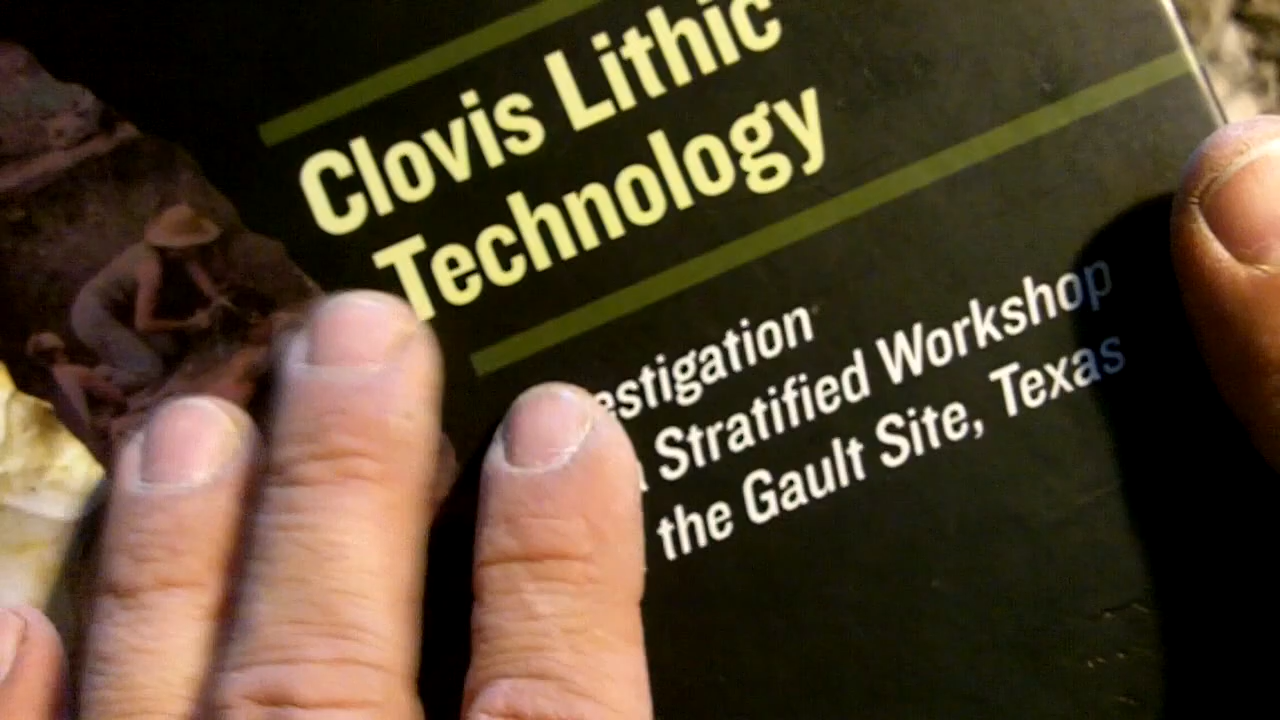 Clovis Lithic
Technology
estigation
Stratified Workshop
the Gault Site, Texas